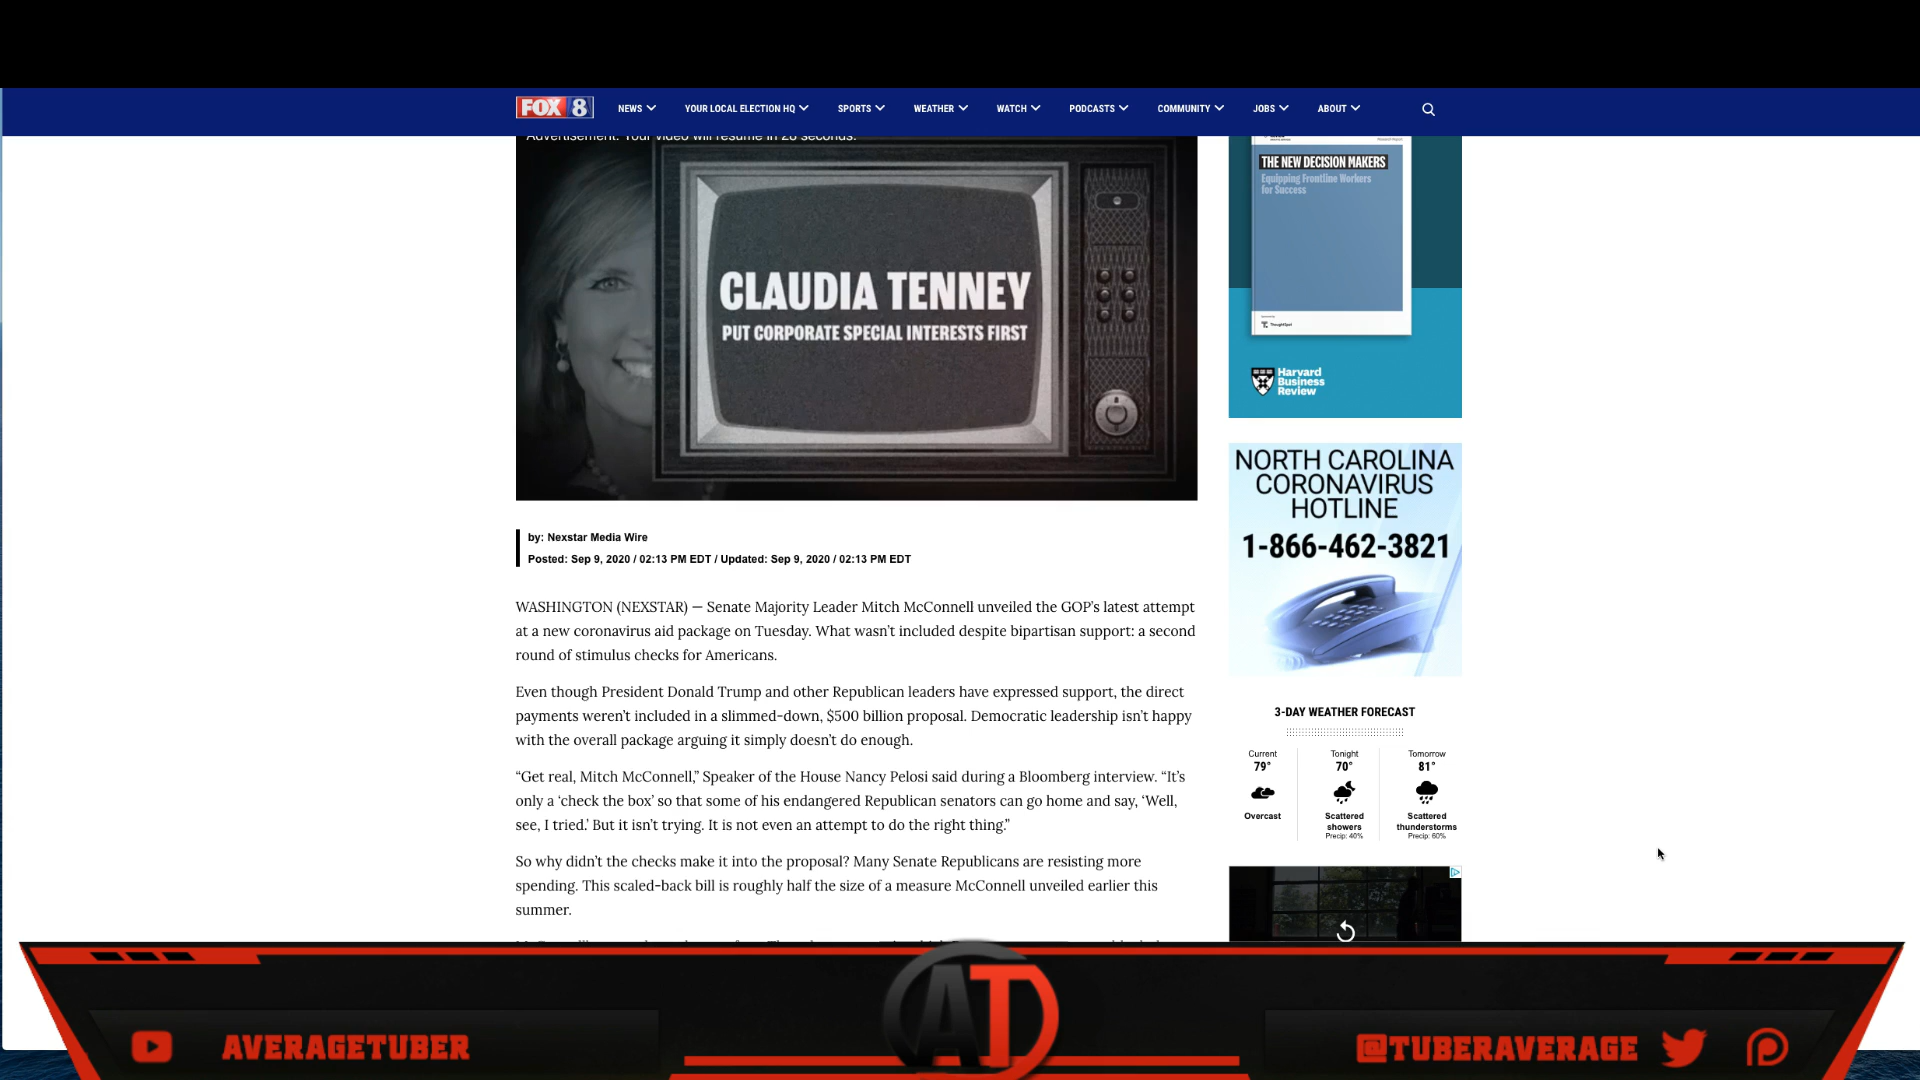 FOX 8
NEWS
YOUR LOCAL ELECTION HQ
SPORTS
WEATHER
WATCH
PODCASTS
COMMUNITY
JOBS
ABOUT
Advertisement: Your video will resume in 28 seconds.
CLAUDIA TENNEY
PUT CORPORATE SPECIAL INTERESTS FIRST
by: Nexstar Media Wire
Posted: Sep 9, 2020 / 02:13 PM EDT / Updated: Sep 9, 2020 / 02:13 PM EDT
WASHINGTON (NEXSTAR) — Senate Majority Leader Mitch McConnell unveiled the GOP's latest attempt
at a new coronavirus aid package on Tuesday. What wasn't included despite bipartisan support: a second
round of stimulus checks for Americans.
Even though President Donald Trump and other Republican leaders have expressed support, the direct
payments weren't included in a slimmed-down, $500 billion proposal. Democratic leadership isn't happy
with the overall package arguing it simply doesn't do enough.
“Get real, Mitch McConnell,” Speaker of the House Nancy Pelosi said during a Bloomberg interview. “It's
only a ‘check the box’ so that some of his endangered Republican senators can go home and say, ‘Well,
see, I tried.’ But it isn't trying. It is not even an attempt to do the right thing.”
So why didn't the checks make it into the proposal? Many Senate Republicans are resisting more
spending. This scaled-back bill is roughly half the size of a measure McConnell unveiled earlier this
summer.
THE NEW DECISION MAKERS
Equipping Frontline Workers
for Success
ThoughtSpot
Harvard
Business
Review
NORTH CAROLINA
CORONAVIRUS
HOTLINE
1-866-462-3821
3-DAY WEATHER FORECAST
Current
79°
Overcast
Tonight
70°
Scattered
showers
Precip: 40%
Tomorrow
81°
Scattered
thunderstorms
Precip: 60%
AT
AVERAGETUBER
@TUBERAVERAGE